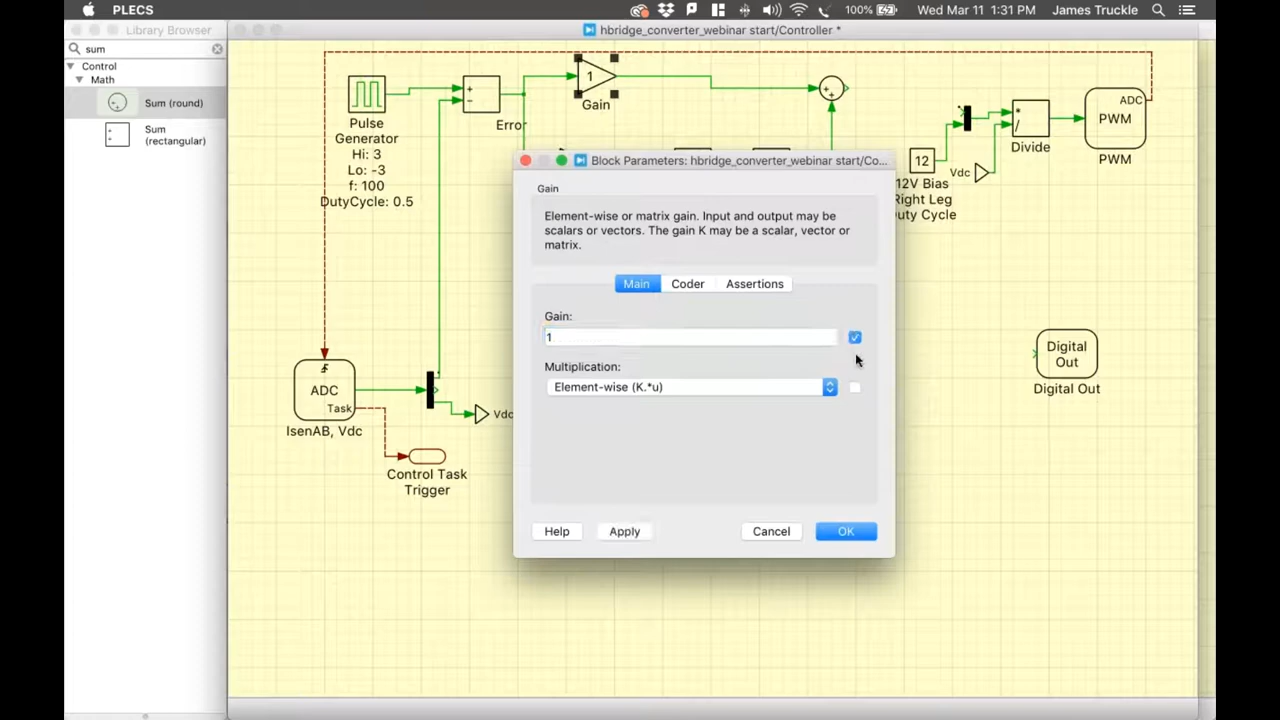 PLECS
100%
Wed Mar 11 1:31 PM
James Truckle
Library Browser
hbridge_converter_webinar start/Controller *
sum
Control
Math
Sum (round)
Sum
(rectangular)
Pulse
Generator
Hi: 3
Lo: -3
f: 100
DutyCycle: 0.5
+
−
Error
1
Gain
+
+
12
12V Bias
Right Leg
Duty Cycle
Vdc
*
/
Divide
ADC
PWM
PWM
ADC
Task
IsenAB, Vdc
Vdc
Control Task
Trigger
Digital
Out
Digital Out
Block Parameters: hbridge_converter_webinar start/Co...
Gain
Element-wise or matrix gain. Input and output may be
scalars or vectors. The gain K may be a scalar, vector or
matrix.
Main
Coder
Assertions
Gain:
1
Multiplication:
Element-wise (K.*u)
Help
Apply
Cancel
OK